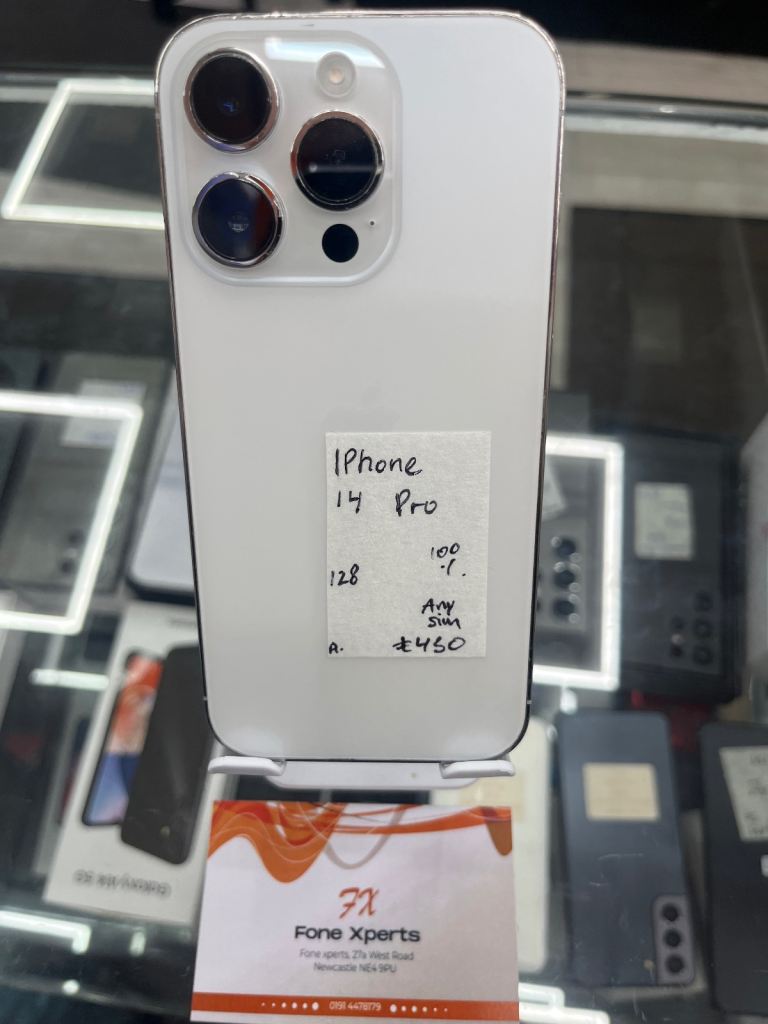 IPhone
14 Pro
100
128 %.
Any
sim
A. £450
FX
Fone Xperts
Fone xperts, 27a West Road
Newcastle NE4 9PU
0191 4478179